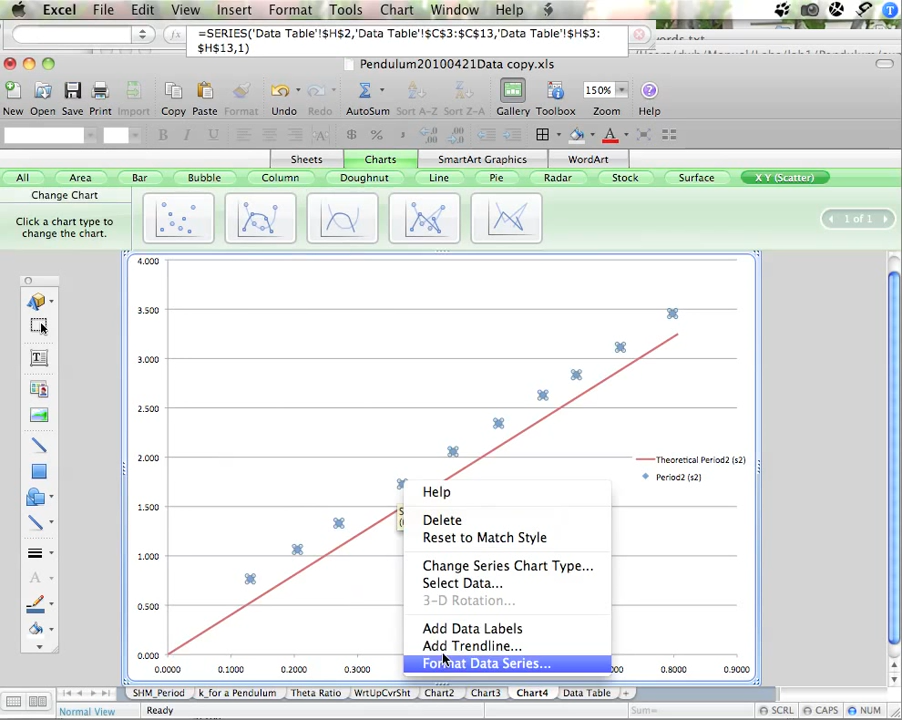 Excel File Edit View Insert Format Tools Chart Window Help
=SERIES('Data Table'!$H$2,'Data Table'!$C$3:$C$13,'Data Table'!$H$3:
$H$13,1)
Pendulum20100421Data copy.xls
150%
New Open Save Print Import Copy Paste Format Undo Redo AutoSum Sort A-Z Sort Z-A Gallery Toolbox Zoom Help
B I U
Sheets Charts SmartArt Graphics WordArt
All Area Bar Bubble Column Doughnut Line Pie Radar Stock Surface X Y (Scatter)
Change Chart
Click a chart type to
change the chart.
1 of 1
4.000
3.500
3.000
2.500
2.000
1.500
1.000
0.500
0.000
0.0000 0.1000 0.2000 0.3000 0.8000 0.9000
Theoretical Period2 (s2)
Period2 (s2)
Help
Delete
Reset to Match Style
Change Series Chart Type...
Select Data...
3-D Rotation...
Add Data Labels
Add Trendline...
Format Data Series...
SHM_Period k_for a Pendulum Theta Ratio WrtUpCvrSht Chart2 Chart3 Chart4 Data Table
Normal View Ready Sum= SCRL CAPS NUM